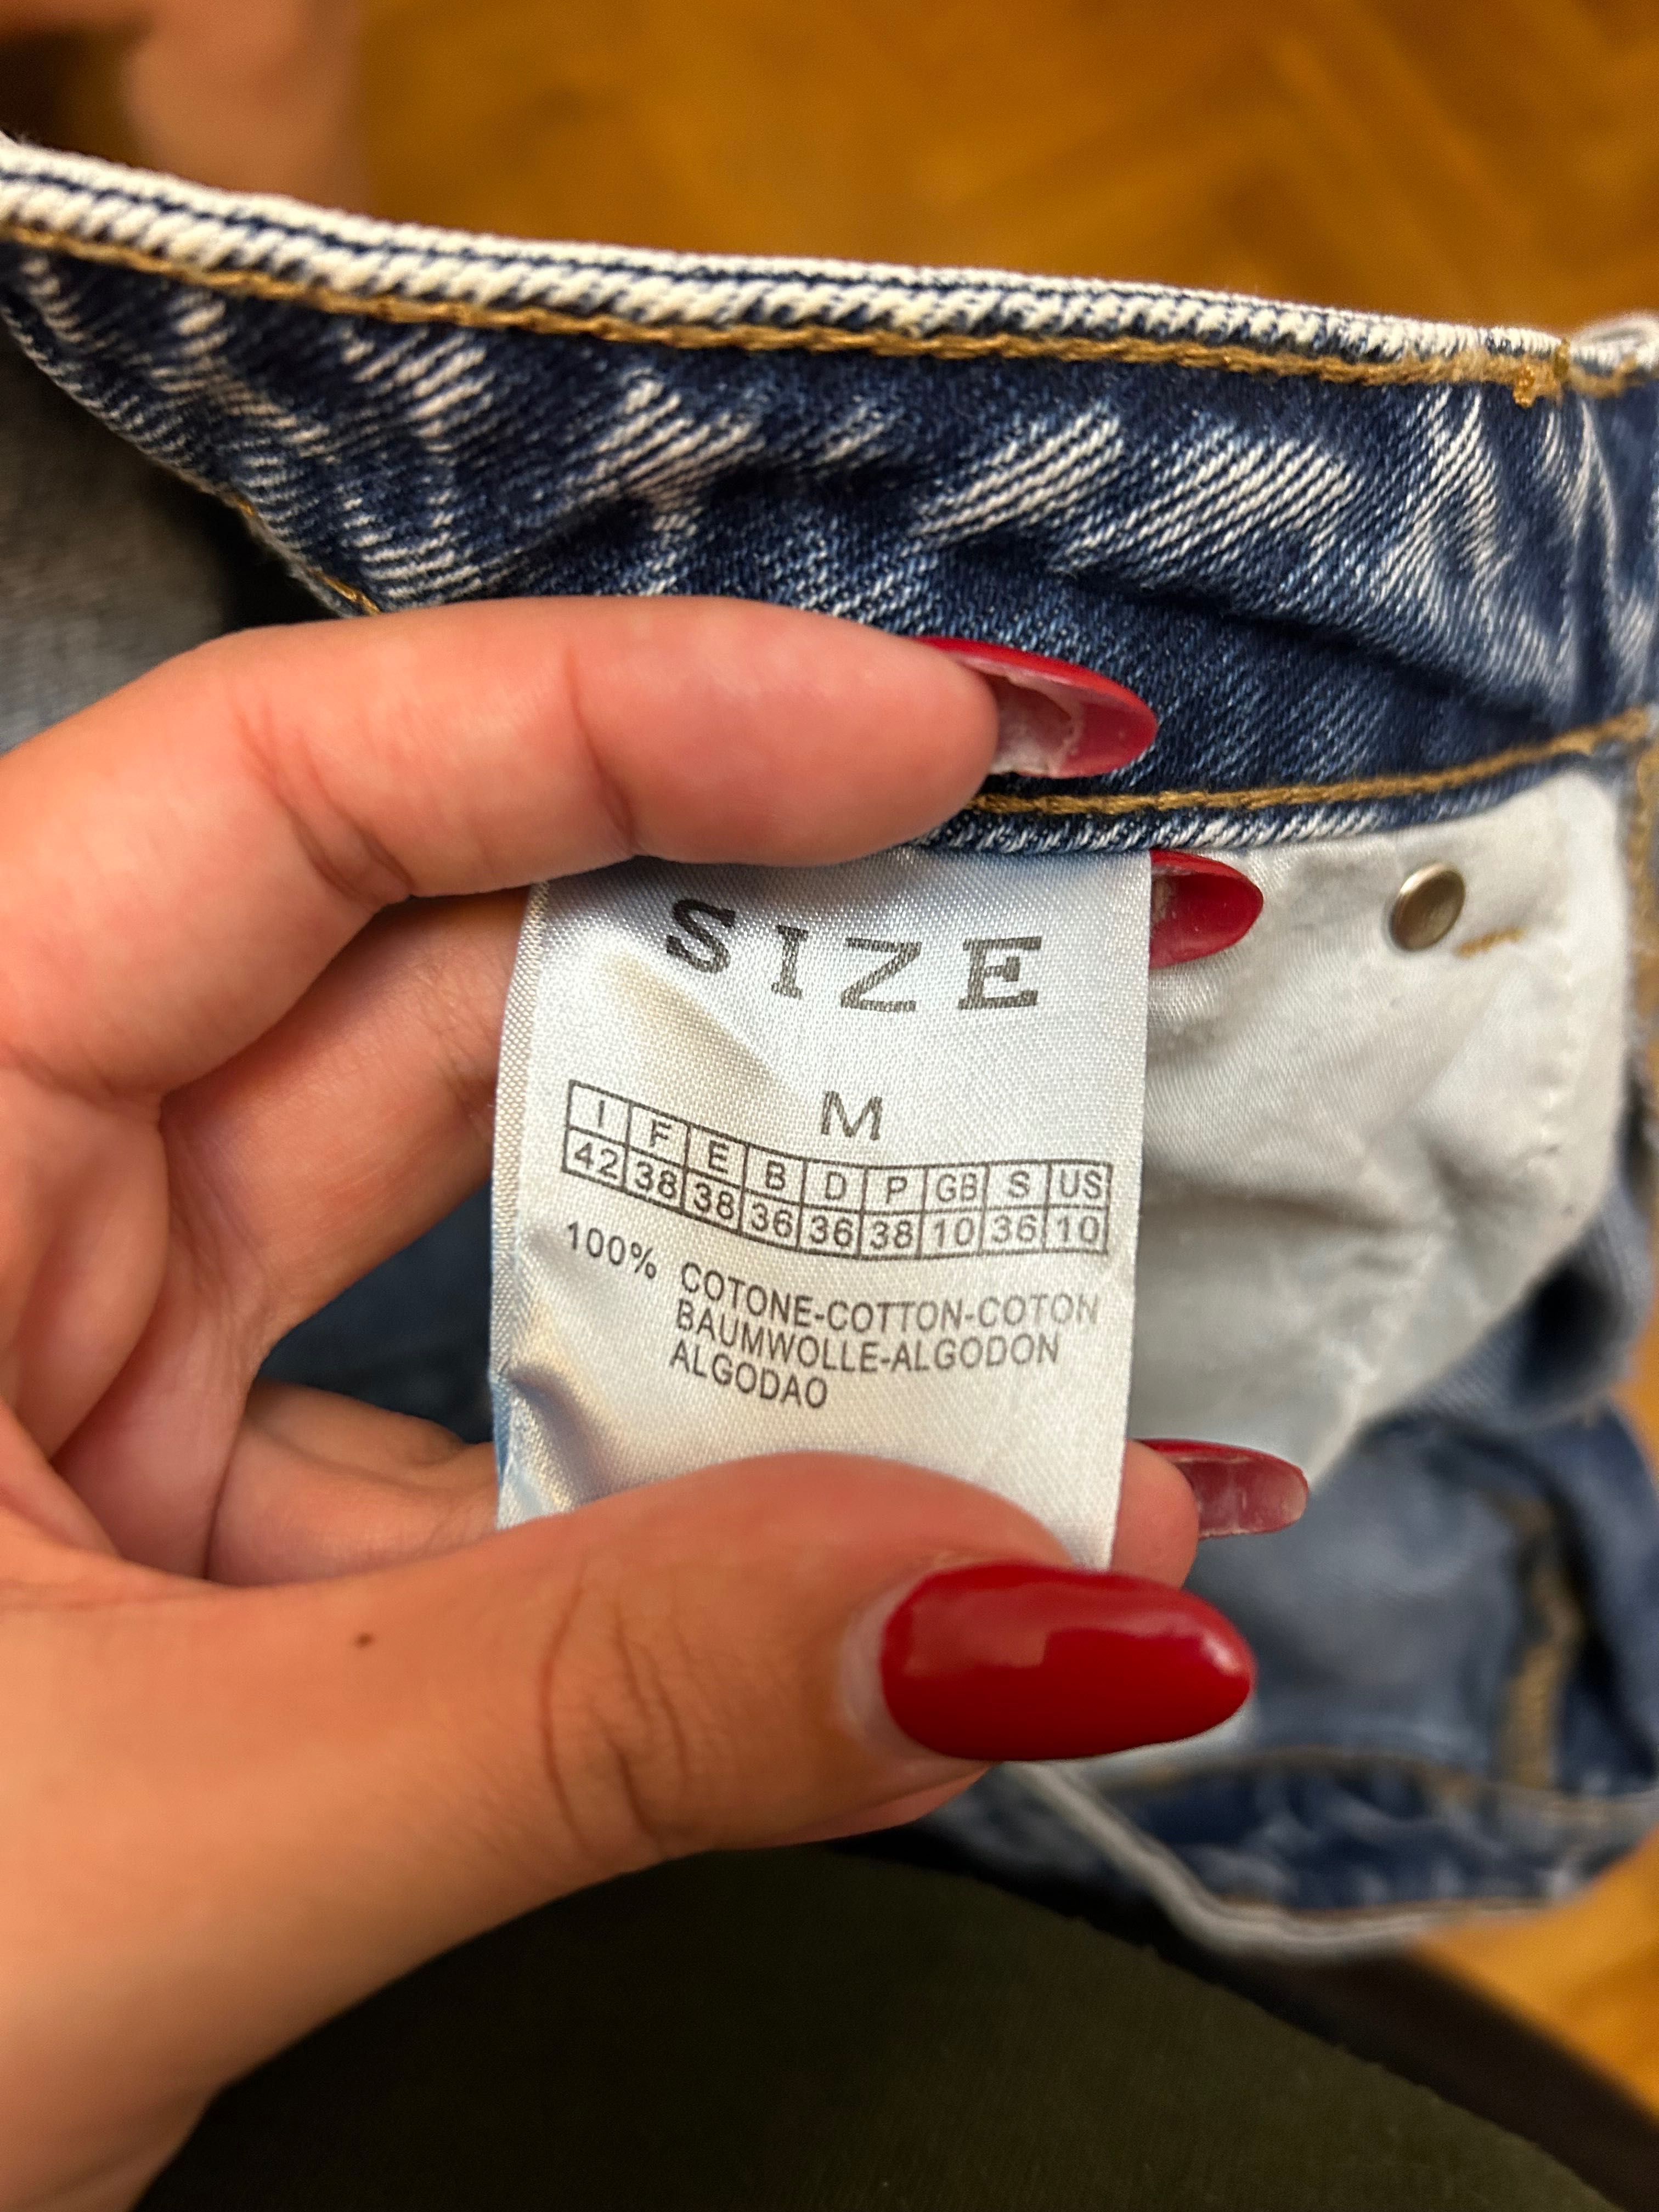 SIZE
M
I F E B D P GB S US
42 38 38 36 36 38 10 36 10
100% COTONE-COTTON-COTON
BAUMWOLLE-ALGODON
ALGODAO